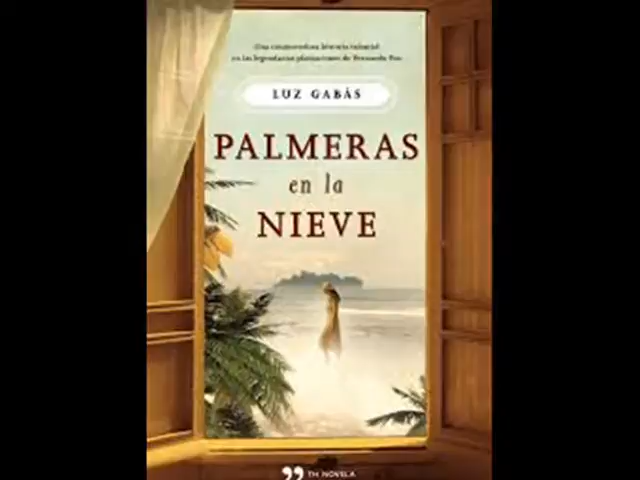 Una conmovedora historia colonial
en las legendarias plantaciones de Fernando Poo
LUZ GABÁS
PALMERAS
en la
NIEVE
TH NOVELA